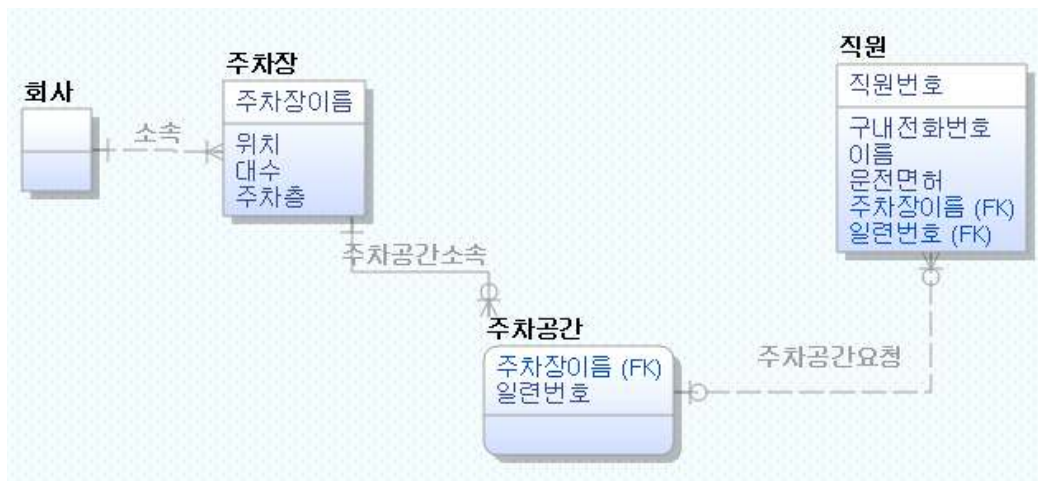 회사
소속
주차장
주차장이름
위치
대수
주차층
주차공간소속
주차공간
주차장이름 (FK)
일련번호
주차공간요청
직원
직원번호
구내전화번호
이름
운전면허
주차장이름 (FK)
일련번호 (FK)